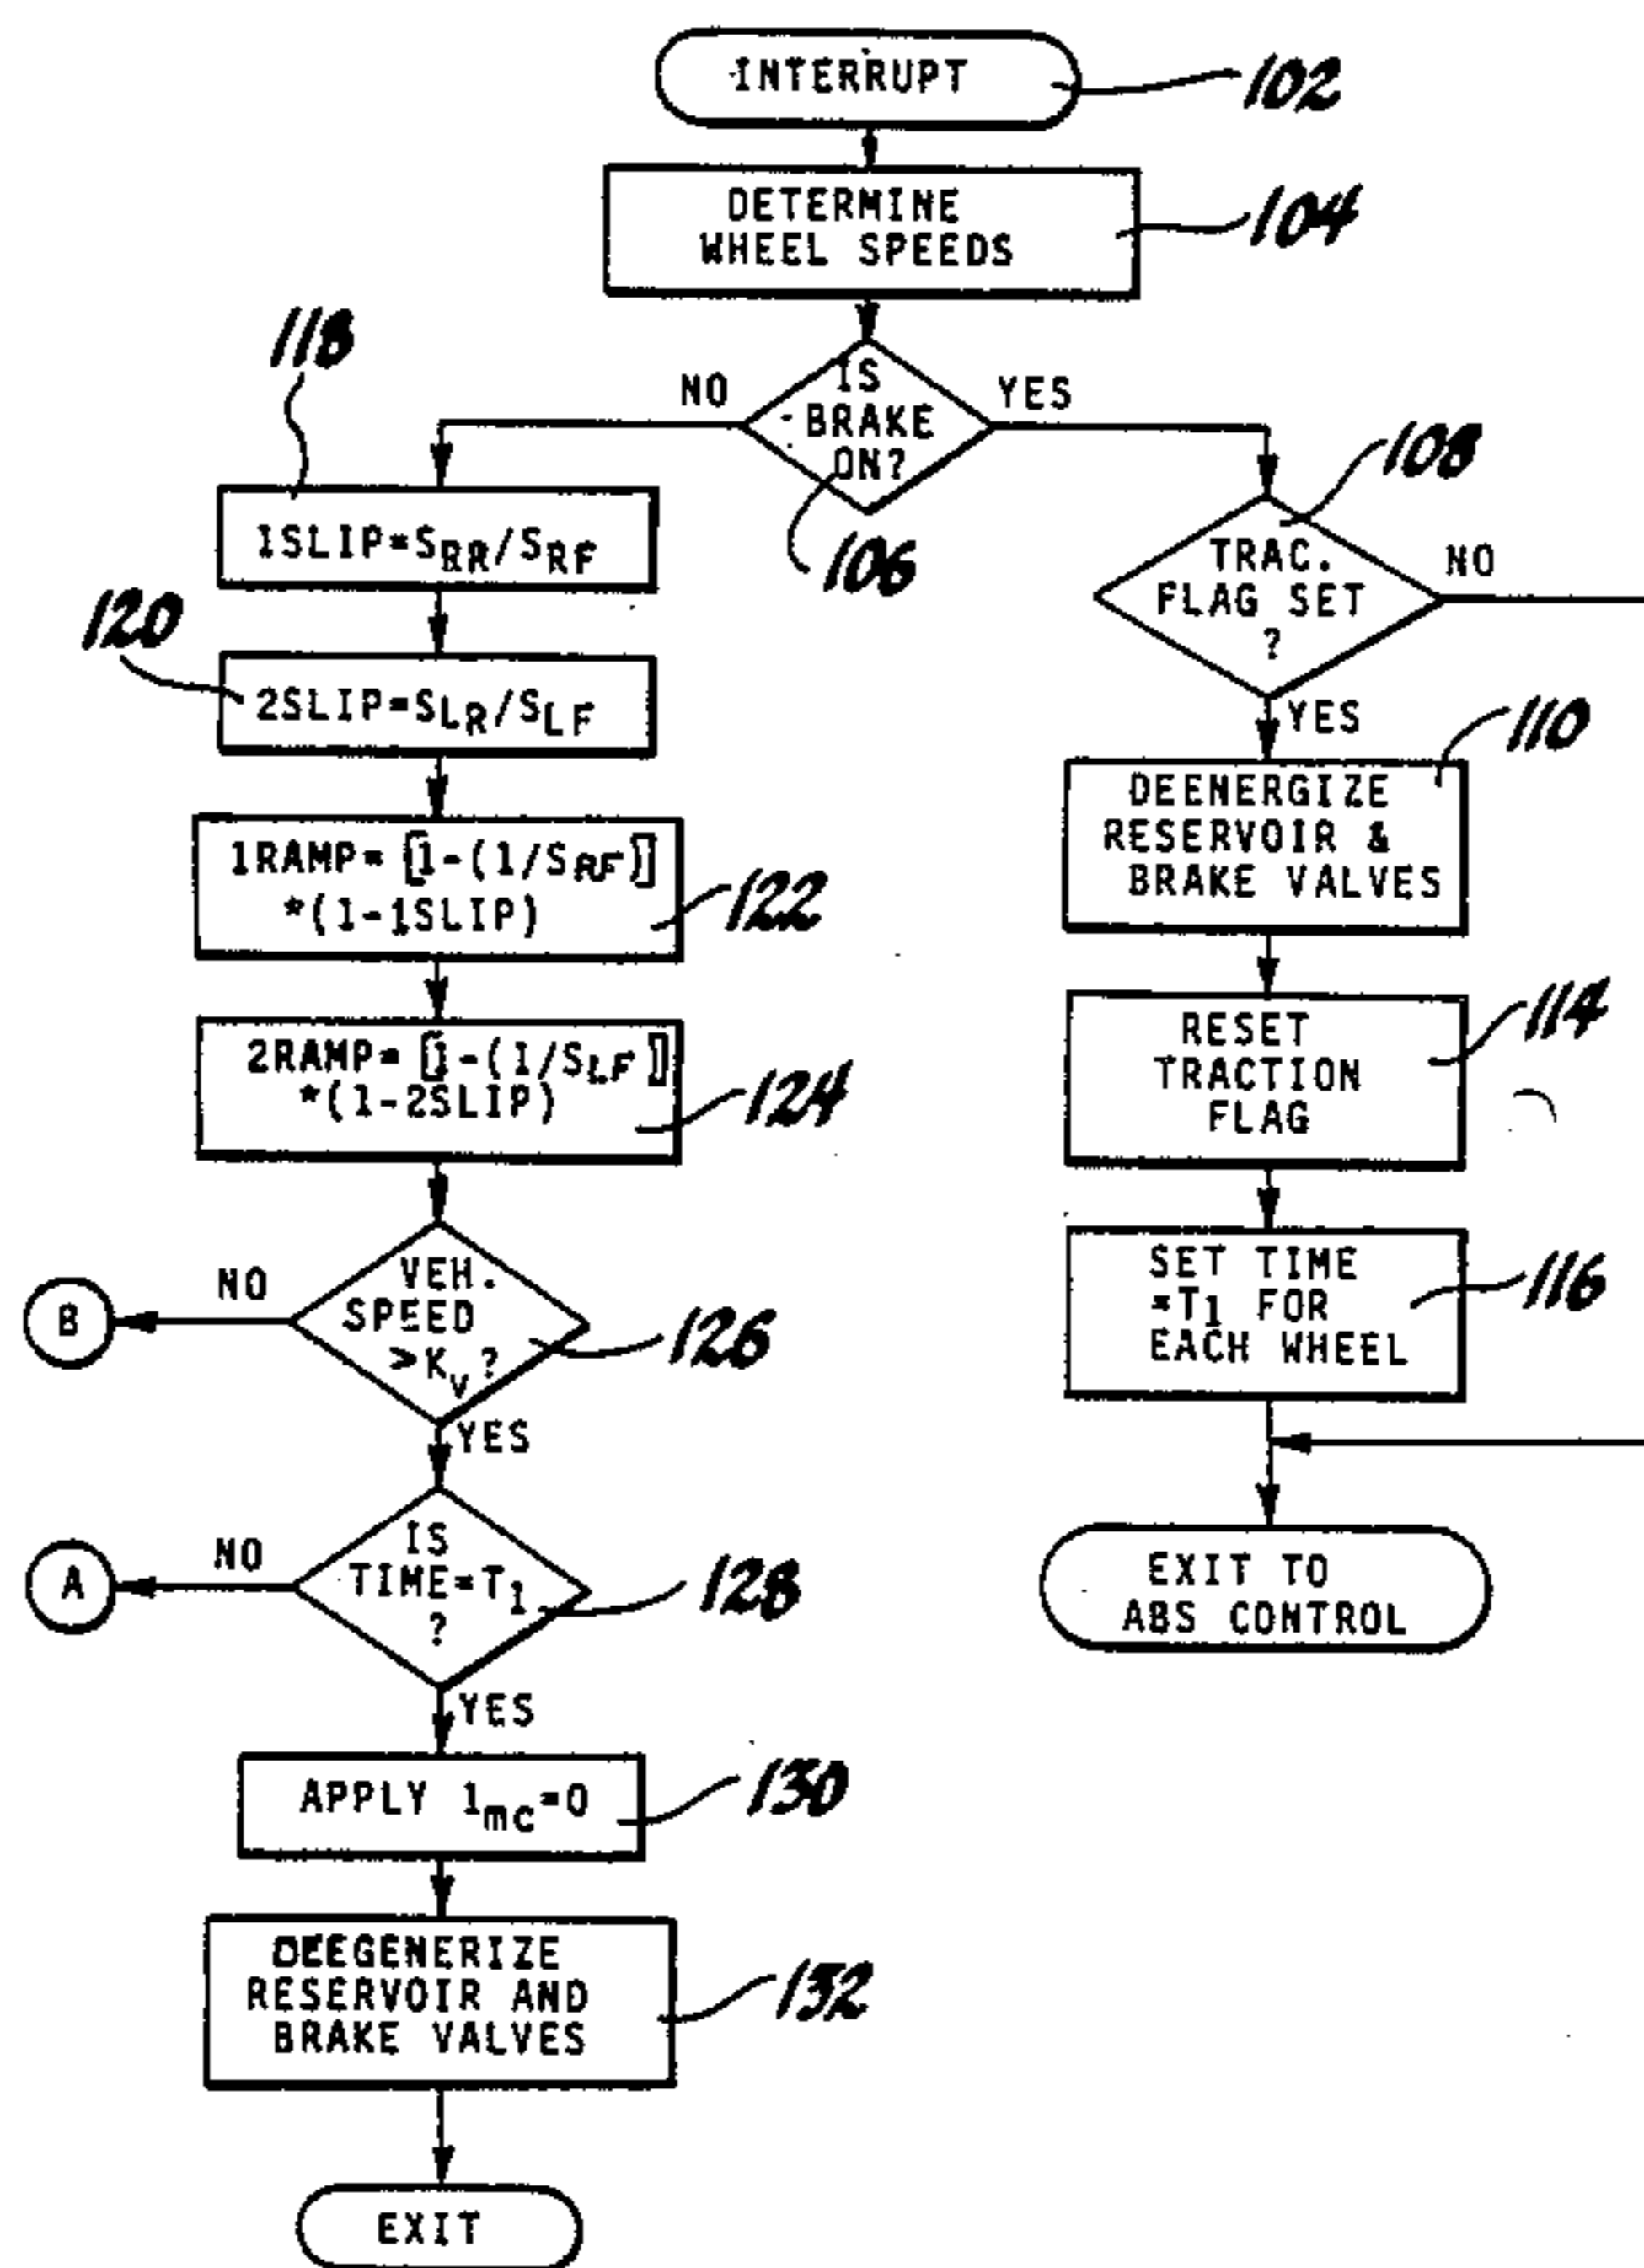 INTERRUPT
102
DETERMINE
WHEEL SPEEDS
104
IS
BRAKE
ON?
106
NO
YES
118
1SLIP=SRR/SRF
120
2SLIP=SLR/SLF
1RAMP=[1-(1/SRF)]
*(1-1SLIP)
122
2RAMP=[1-(1/SLF]
*(1-2SLIP)
124
VEH.
SPEED
>Kv?
126
NO
B
YES
IS
TIME=T1
?
128
NO
A
YES
APPLY 1mc=0
130
DEEGENERIZE
RESERVOIR AND
BRAKE VALVES
132
EXIT
108
TRAC.
FLAG SET
?
NO
YES
110
DEENERGIZE
RESERVOIR &
BRAKE VALVES
RESET
TRACTION
FLAG
114
SET TIME
=T1 FOR
EACH WHEEL
116
EXIT TO
ABS CONTROL